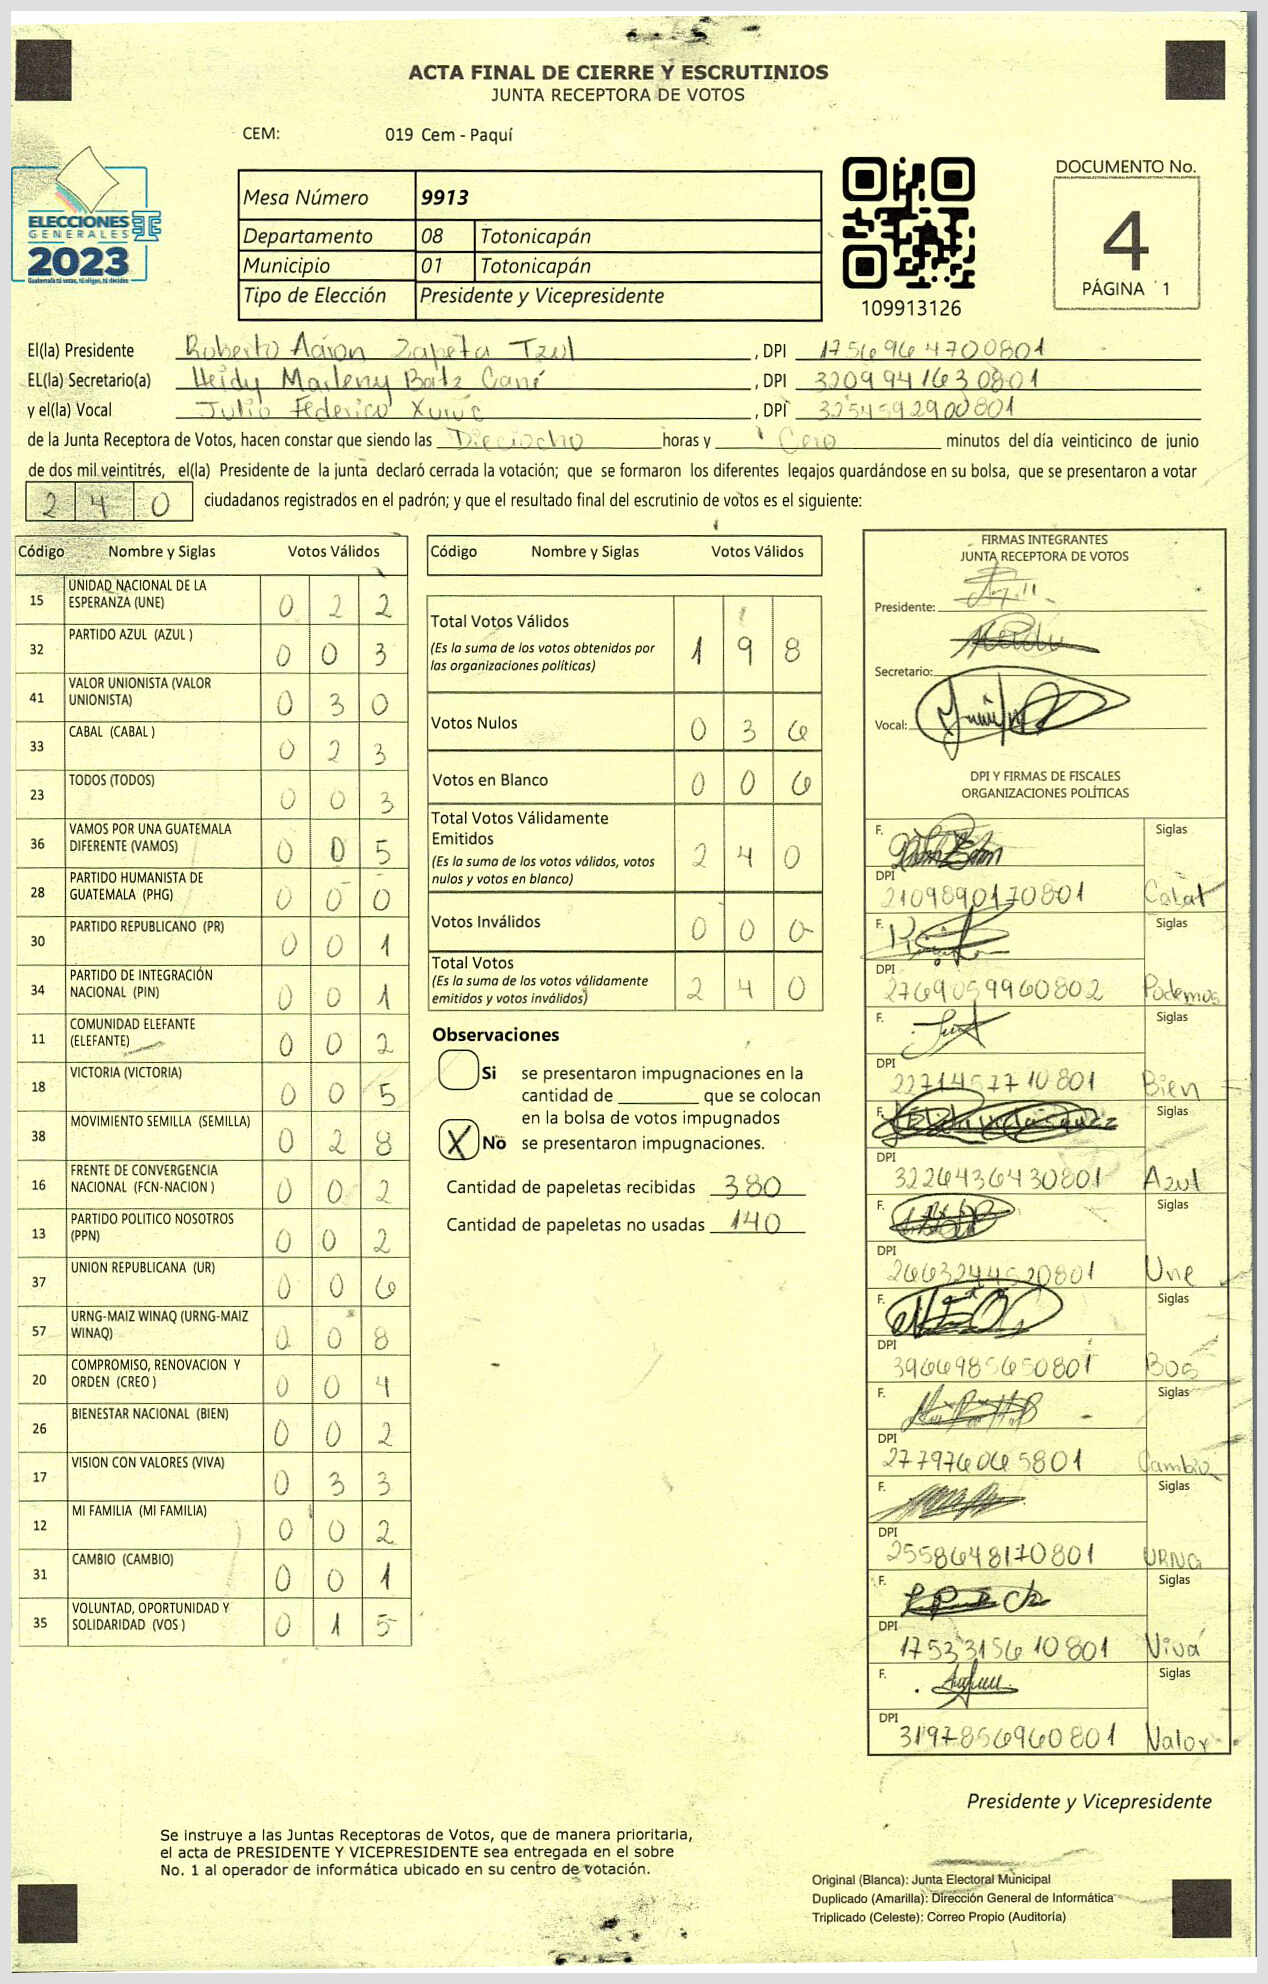 ACTA FINAL DE CIERRE Y ESCRUTINIOS
JUNTA RECEPTORA DE VOTOS
CEM: 019 Cem - Paquí
ELECCIONES
GENERALES
2023
Guatemala tú votas, tú eliges, tú decides
Mesa Número 9913
Departamento 08 Totonicapán
Municipio 01 Totonicapán
Tipo de Elección Presidente y Vicepresidente
109913126
DOCUMENTO No.
4
PÁGINA 1
El(la) Presidente Roberto Aáron Zapeta Tzul , DPI 1756964700801
EL(la) Secretario(a) Heidy Marleny Batz Cané , DPI 3209941630801
y el(la) Vocal Julio Federico Xuruc , DPI 3254592900801
de la Junta Receptora de Votos, hacen constar que siendo las Dieciocho horas y Cero minutos del día veinticinco de junio
de dos mil veintitrés, el(la) Presidente de la junta declaró cerrada la votación; que se formaron los diferentes legajos guardándose en su bolsa, que se presentaron a votar
240 ciudadanos registrados en el padrón; y que el resultado final del escrutinio de votos es el siguiente:
Código Nombre y Siglas Votos Válidos
15 UNIDAD NACIONAL DE LA
ESPERANZA (UNE) 0 2 2
32 PARTIDO AZUL (AZUL ) 0 0 3
41 VALOR UNIONISTA (VALOR
UNIONISTA) 0 3 0
33 CABAL (CABAL ) 0 2 3
23 TODOS (TODOS) 0 0 3
36 VAMOS POR UNA GUATEMALA
DIFERENTE (VAMOS) 0 0 5
28 PARTIDO HUMANISTA DE
GUATEMALA (PHG) 0 0 0
30 PARTIDO REPUBLICANO (PR) 0 0 1
34 PARTIDO DE INTEGRACIÓN
NACIONAL (PIN) 0 0 1
11 COMUNIDAD ELEFANTE
(ELEFANTE) 0 0 2
18 VICTORIA (VICTORIA) 0 0 5
38 MOVIMIENTO SEMILLA (SEMILLA) 0 2 8
16 FRENTE DE CONVERGENCIA
NACIONAL (FCN-NACION ) 0 0 2
13 PARTIDO POLITICO NOSOTROS
(PPN) 0 0 2
37 UNION REPUBLICANA (UR) 0 0 6
57 URNG-MAIZ WINAQ (URNG-MAIZ
WINAQ) 0 0 8
20 COMPROMISO, RENOVACION Y
ORDEN (CREO ) 0 0 4
26 BIENESTAR NACIONAL (BIEN) 0 0 2
17 VISION CON VALORES (VIVA) 0 3 3
12 MI FAMILIA (MI FAMILIA) 0 0 2
31 CAMBIO (CAMBIO) 0 0 1
35 VOLUNTAD, OPORTUNIDAD Y
SOLIDARIDAD (VOS ) 0 1 5
Código Nombre y Siglas Votos Válidos
Total Votos Válidos
(Es la suma de los votos obtenidos por
las organizaciones políticas) 1 9 8
Votos Nulos 0 3 6
Votos en Blanco 0 0 6
Total Votos Válidamente
Emitidos
(Es la suma de los votos válidos, votos
nulos y votos en blanco) 2 4 0
Votos Inválidos 0 0 0
Total Votos
(Es la suma de los votos válidamente
emitidos y votos inválidos) 2 4 0
Observaciones
Si se presentaron impugnaciones en la
cantidad de ________ que se colocan
en la bolsa de votos impugnados
X No se presentaron impugnaciones.
Cantidad de papeletas recibidas 380
Cantidad de papeletas no usadas 140
FIRMAS INTEGRANTES
JUNTA RECEPTORA DE VOTOS
Presidente:
Secretario:
Vocal:
DPI Y FIRMAS DE FISCALES
ORGANIZACIONES POLÍTICAS
F. Siglas
DPI 2109890170801 Cabal
F. Siglas
DPI 2769059960802 Podemos
F. Siglas
DPI 2271457710801 Bien
F. Siglas
DPI 3226436430801 Azul
F. Siglas
DPI 2663244520801 Une
F. Siglas
DPI 3966985650801 Bos
F. Siglas
DPI 277976065801 Cambio
F. Siglas
DPI 2558648170801 URNG
F. Siglas
DPI 1753315610801 Viva
F. Siglas
DPI 3197856960801 Valor
Presidente y Vicepresidente
Se instruye a las Juntas Receptoras de Votos, que de manera prioritaria,
el acta de PRESIDENTE Y VICEPRESIDENTE sea entregada en el sobre
No. 1 al operador de informática ubicado en su centro de votación.
Original (Blanca): Junta Electoral Municipal
Duplicado (Amarilla): Dirección General de Informática
Triplicado (Celeste): Correo Propio (Auditoría)